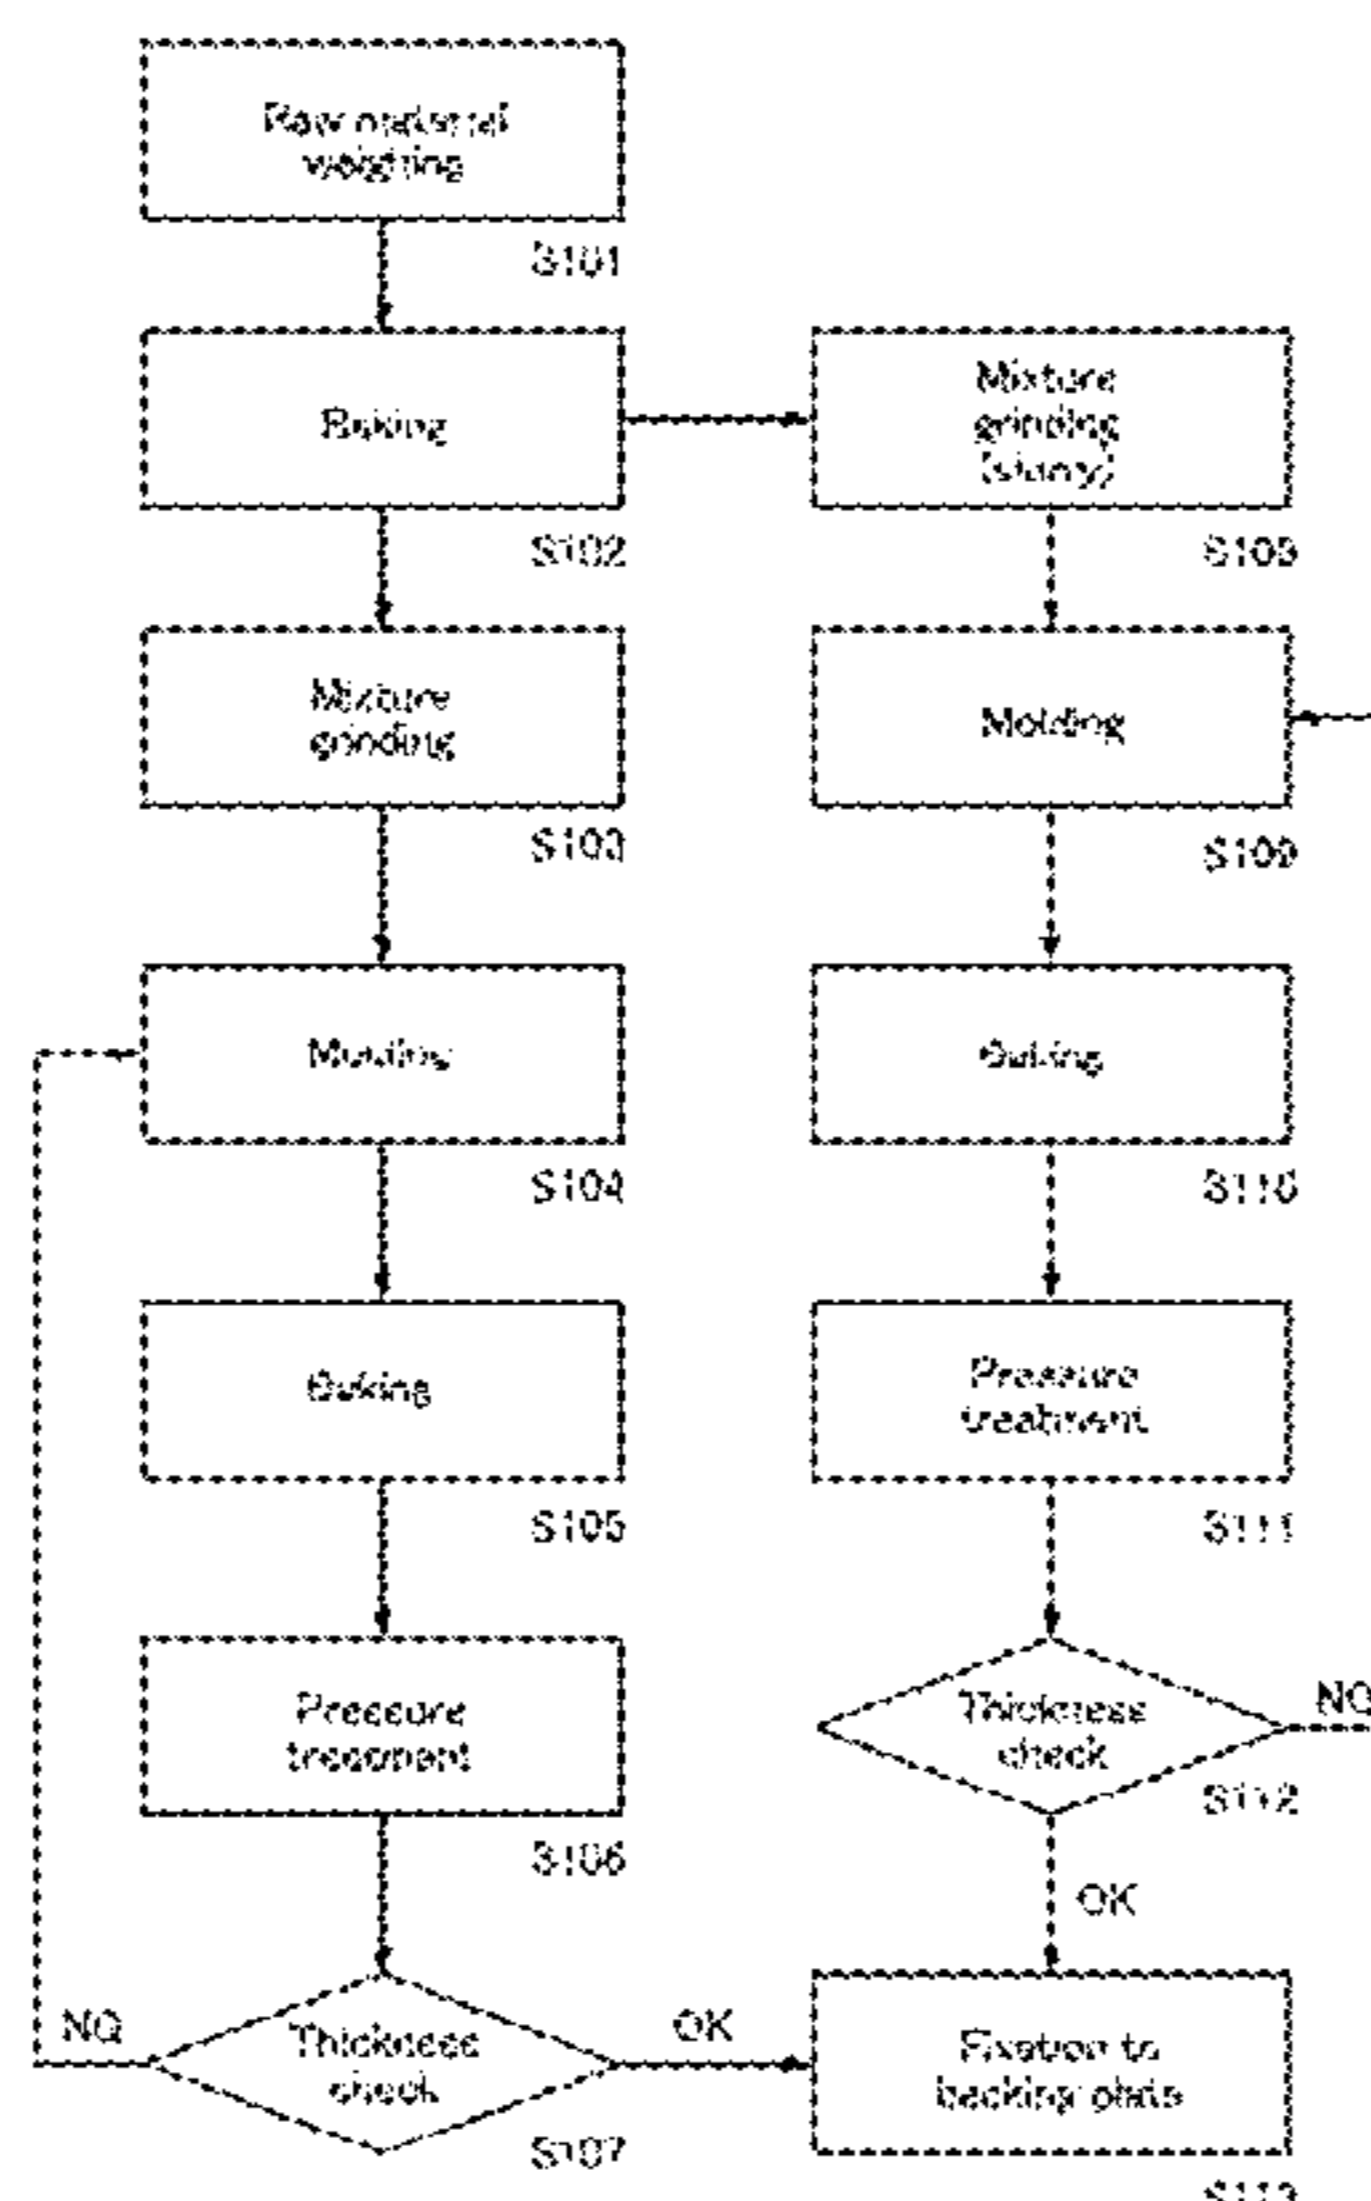 Raw material
weighing
S101
Baking
S102
Mixture
grinding
(slurry)
S108
Mixture
grinding
S103
Molding
S109
Molding
S104
Baking
S110
Baking
S105
Pressure
treatment
S111
Pressure
treatment
S106
Thickness
check
NG
S112
OK
Thickness
check
NG
OK
S107
Fixation to
backing plate
S113